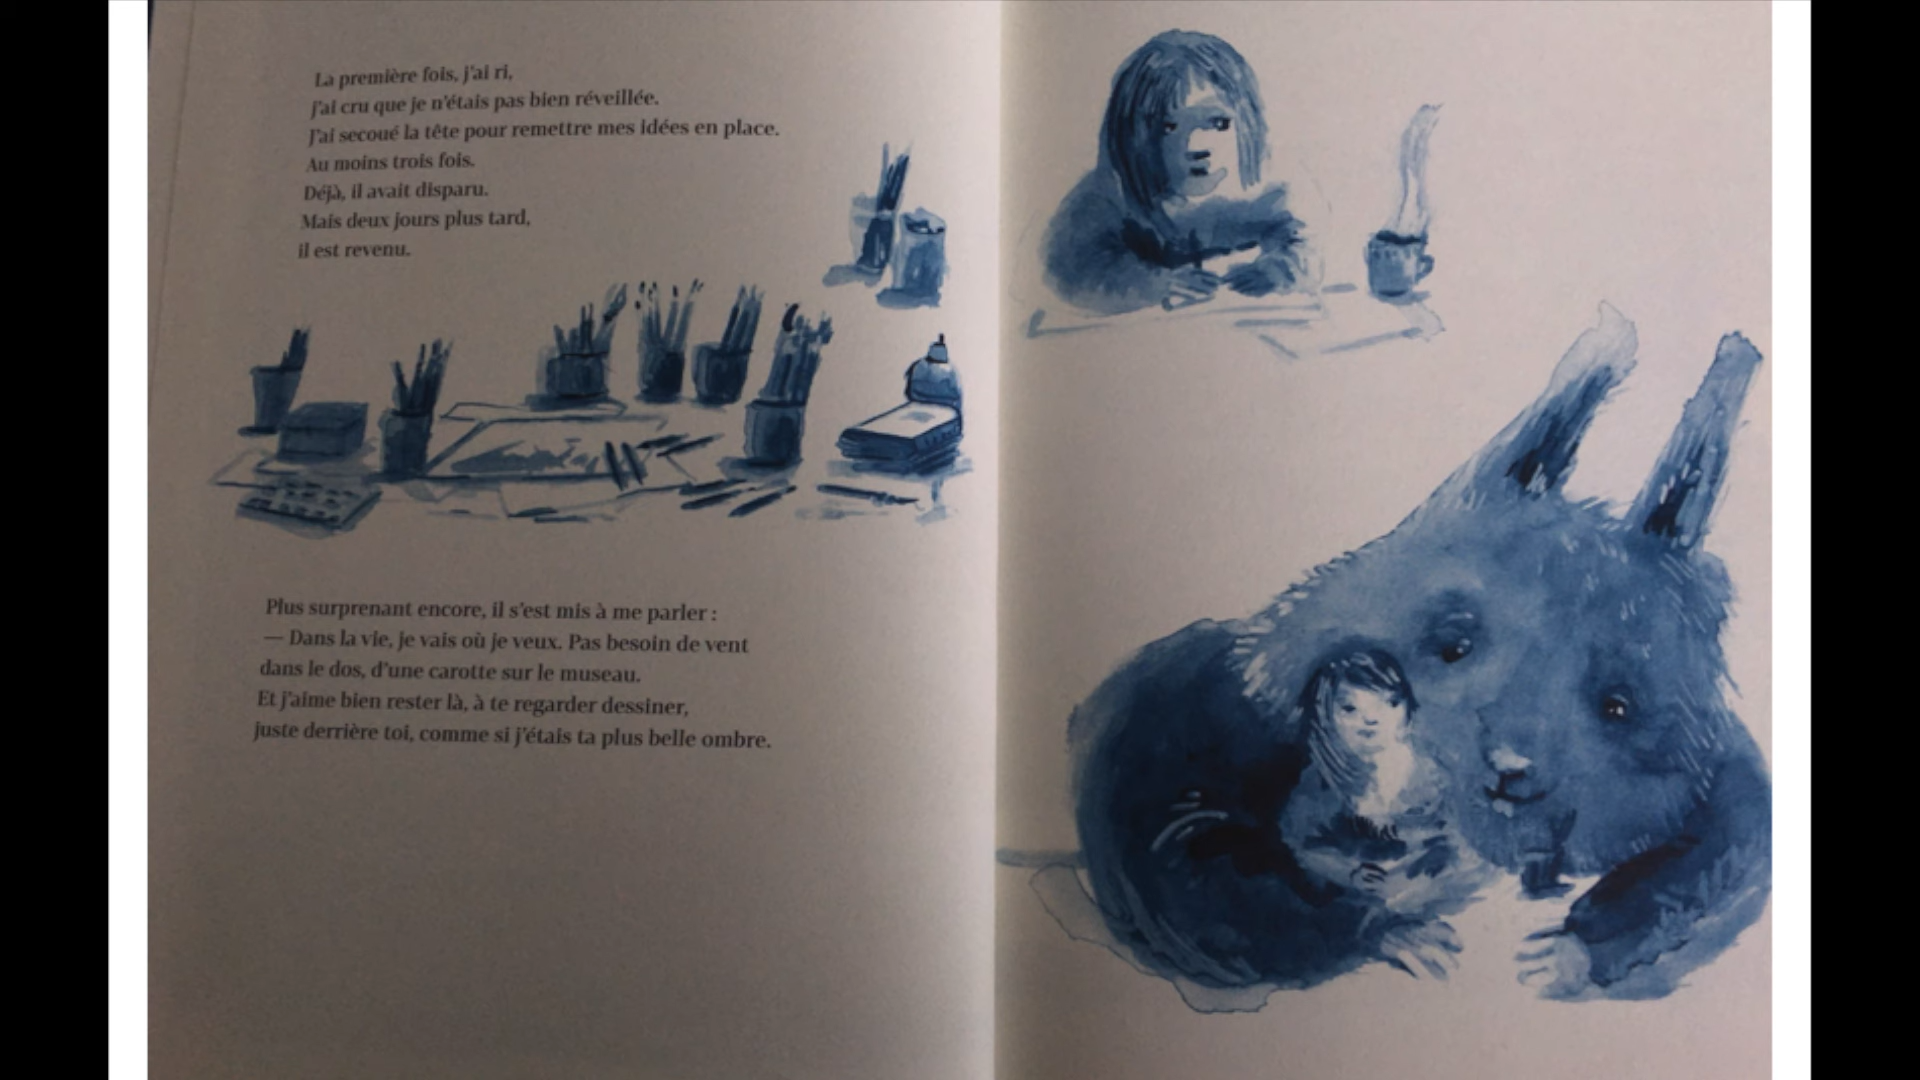 La première fois, j'ai ri,
j'ai cru que je n'étais pas bien réveillée.
J'ai secoué la tête pour remettre mes idées en place.
Au moins trois fois.
Déjà, il avait disparu.
Mais deux jours plus tard,
il est revenu.
Plus surprenant encore, il s'est mis à me parler :
— Dans la vie, je vais où je veux. Pas besoin de vent
dans le dos, d'une carotte sur le museau.
Et j'aime bien rester là, à te regarder dessiner,
juste derrière toi, comme si j'étais ta plus belle ombre.